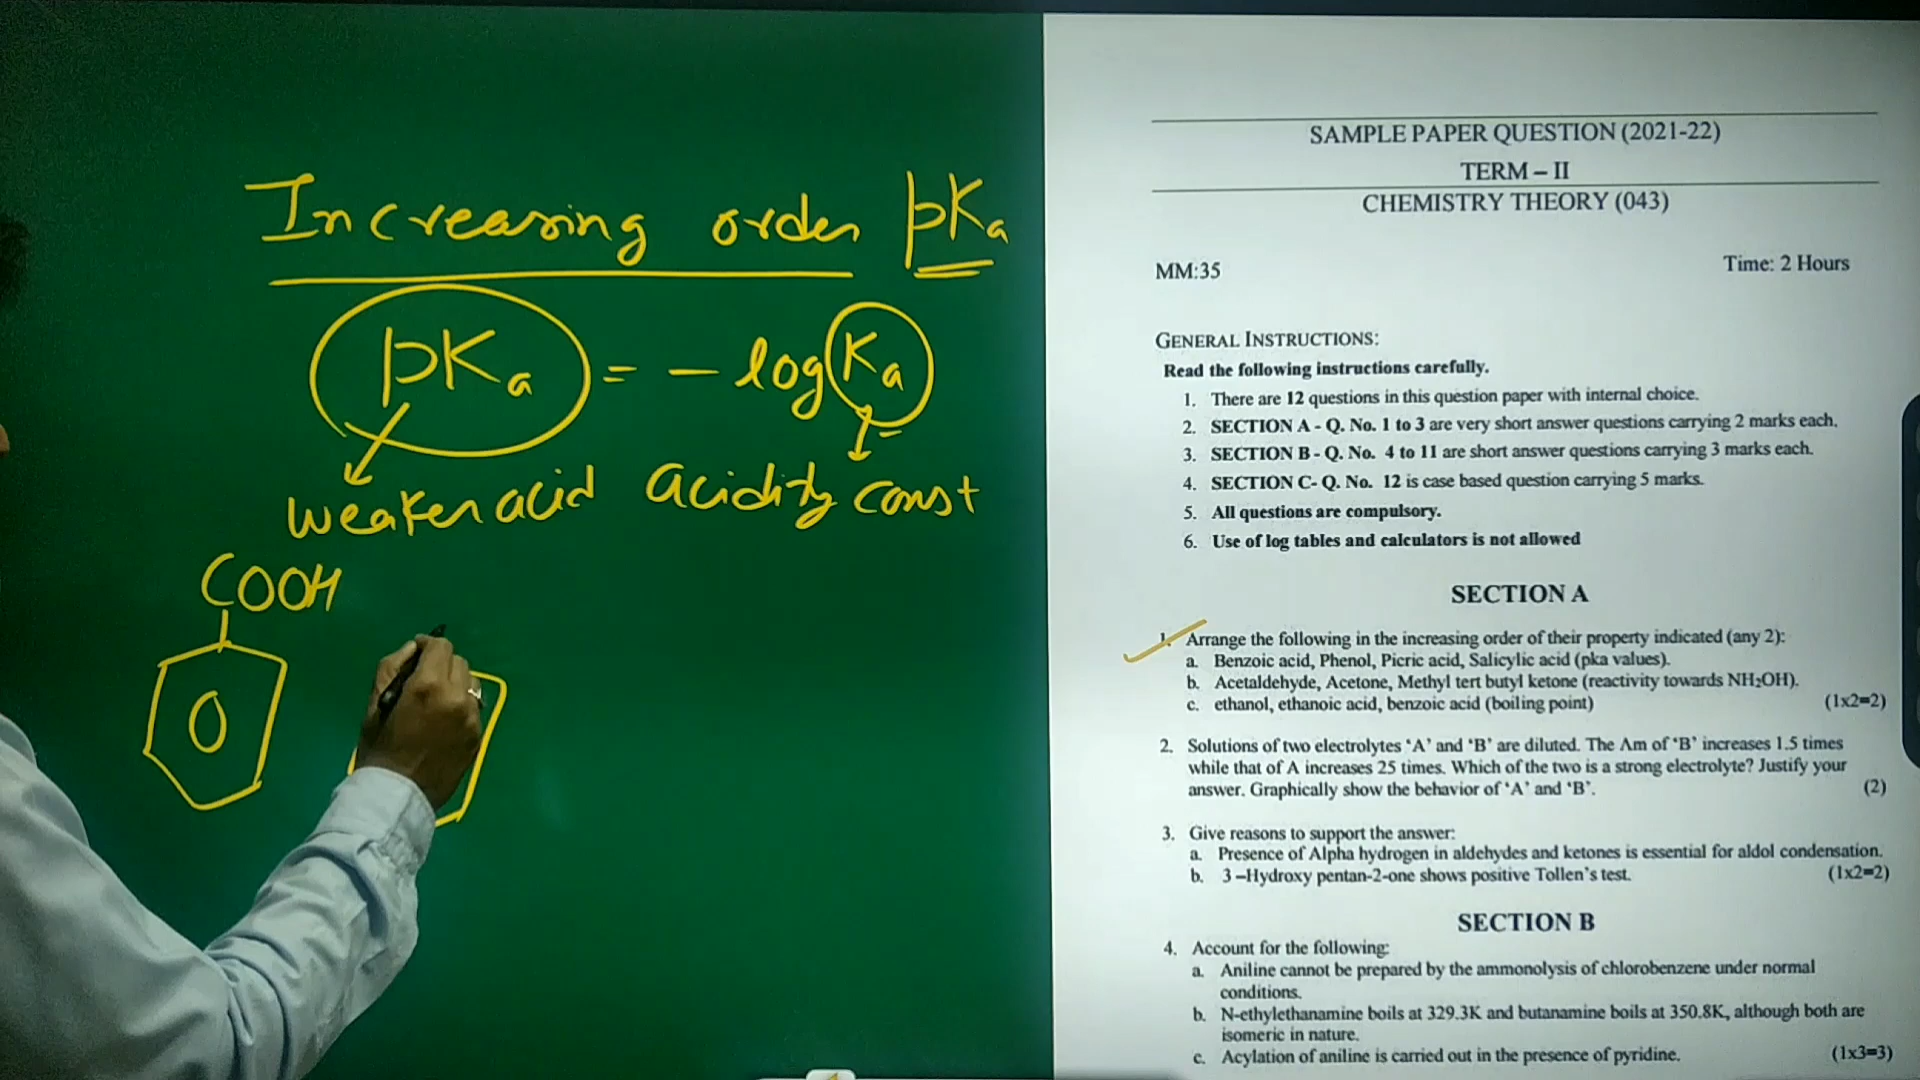 Increasing order pKa
pKa = - log Ka
weaker acid acidity const
COOH
SAMPLE PAPER QUESTION (2021-22)
TERM – II
CHEMISTRY THEORY (043)
MM:35 Time: 2 Hours
GENERAL INSTRUCTIONS:
Read the following instructions carefully.
1. There are 12 questions in this question paper with internal choice.
2. SECTION A - Q. No. 1 to 3 are very short answer questions carrying 2 marks each.
3. SECTION B - Q. No. 4 to 11 are short answer questions carrying 3 marks each.
4. SECTION C- Q. No. 12 is case based question carrying 5 marks.
5. All questions are compulsory.
6. Use of log tables and calculators is not allowed
SECTION A
1. Arrange the following in the increasing order of their property indicated (any 2):
a. Benzoic acid, Phenol, Picric acid, Salicylic acid (pka values).
b. Acetaldehyde, Acetone, Methyl tert butyl ketone (reactivity towards NH₂OH).
c. ethanol, ethanoic acid, benzoic acid (boiling point) (1x2=2)
2. Solutions of two electrolytes ‘A’ and ‘B’ are diluted. The Λm of ‘B’ increases 1.5 times
while that of A increases 25 times. Which of the two is a strong electrolyte? Justify your
answer. Graphically show the behavior of ‘A’ and ‘B’. (2)
3. Give reasons to support the answer:
a. Presence of Alpha hydrogen in aldehydes and ketones is essential for aldol condensation.
b. 3 –Hydroxy pentan-2-one shows positive Tollen’s test. (1x2=2)
SECTION B
4. Account for the following:
a. Aniline cannot be prepared by the ammonolysis of chlorobenzene under normal
conditions.
b. N-ethylethanamine boils at 329.3K and butanamine boils at 350.8K, although both are
isomeric in nature.
c. Acylation of aniline is carried out in the presence of pyridine. (1x3=3)